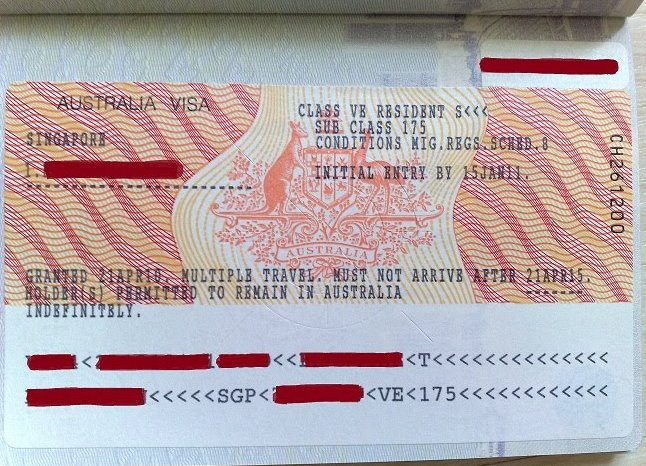 AUSTRALIA VISA
CLASS VE RESIDENT S<<<
SUB CLASS 175
SINGAPORE
CONDITIONS MIG.REGS.SCHED.8
1.
INITIAL ENTRY BY 15JAN11.
CH261200
AUSTRALIA
GRANTED 21APR10. MULTIPLE TRAVEL. MUST NOT ARRIVE AFTER 21APR15.
HOLDER(S) PERMITTED TO REMAIN IN AUSTRALIA
INDEFINITELY.
< << <T<<<<<<<<<<<<<<
<<<<<SGP< <VE<175<<<<<<<<<<<<